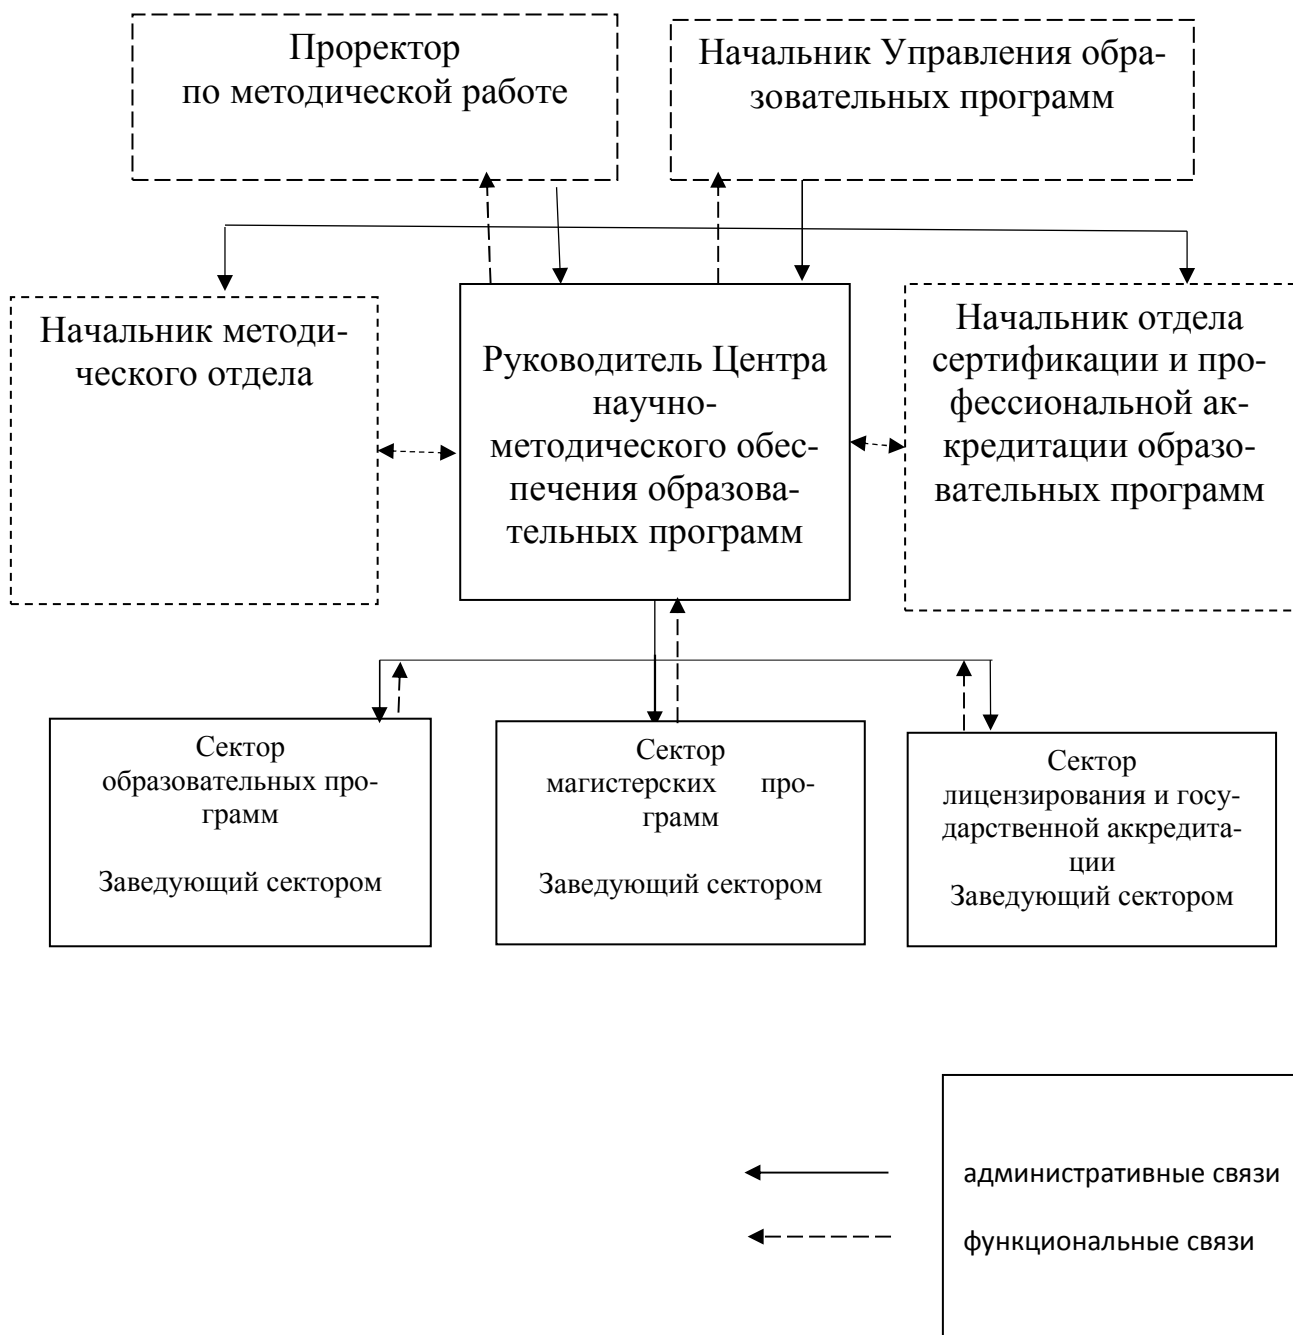 Проректор
по методической работе
Начальник Управления обра-
зовательных программ
Начальник методи-
ческого отдела
Руководитель Центра
научно-
методического обес-
печения образова-
тельных программ
Начальник отдела
сертификации и про-
фессиональной ак-
кредитации образо-
вательных программ
Сектор
образовательных про-
грамм
Заведующий сектором
Сектор
магистерских про-
грамм
Заведующий сектором
Сектор
лицензирования и госу-
дарственной аккредита-
ции
Заведующий сектором
административные связи
функциональные связи